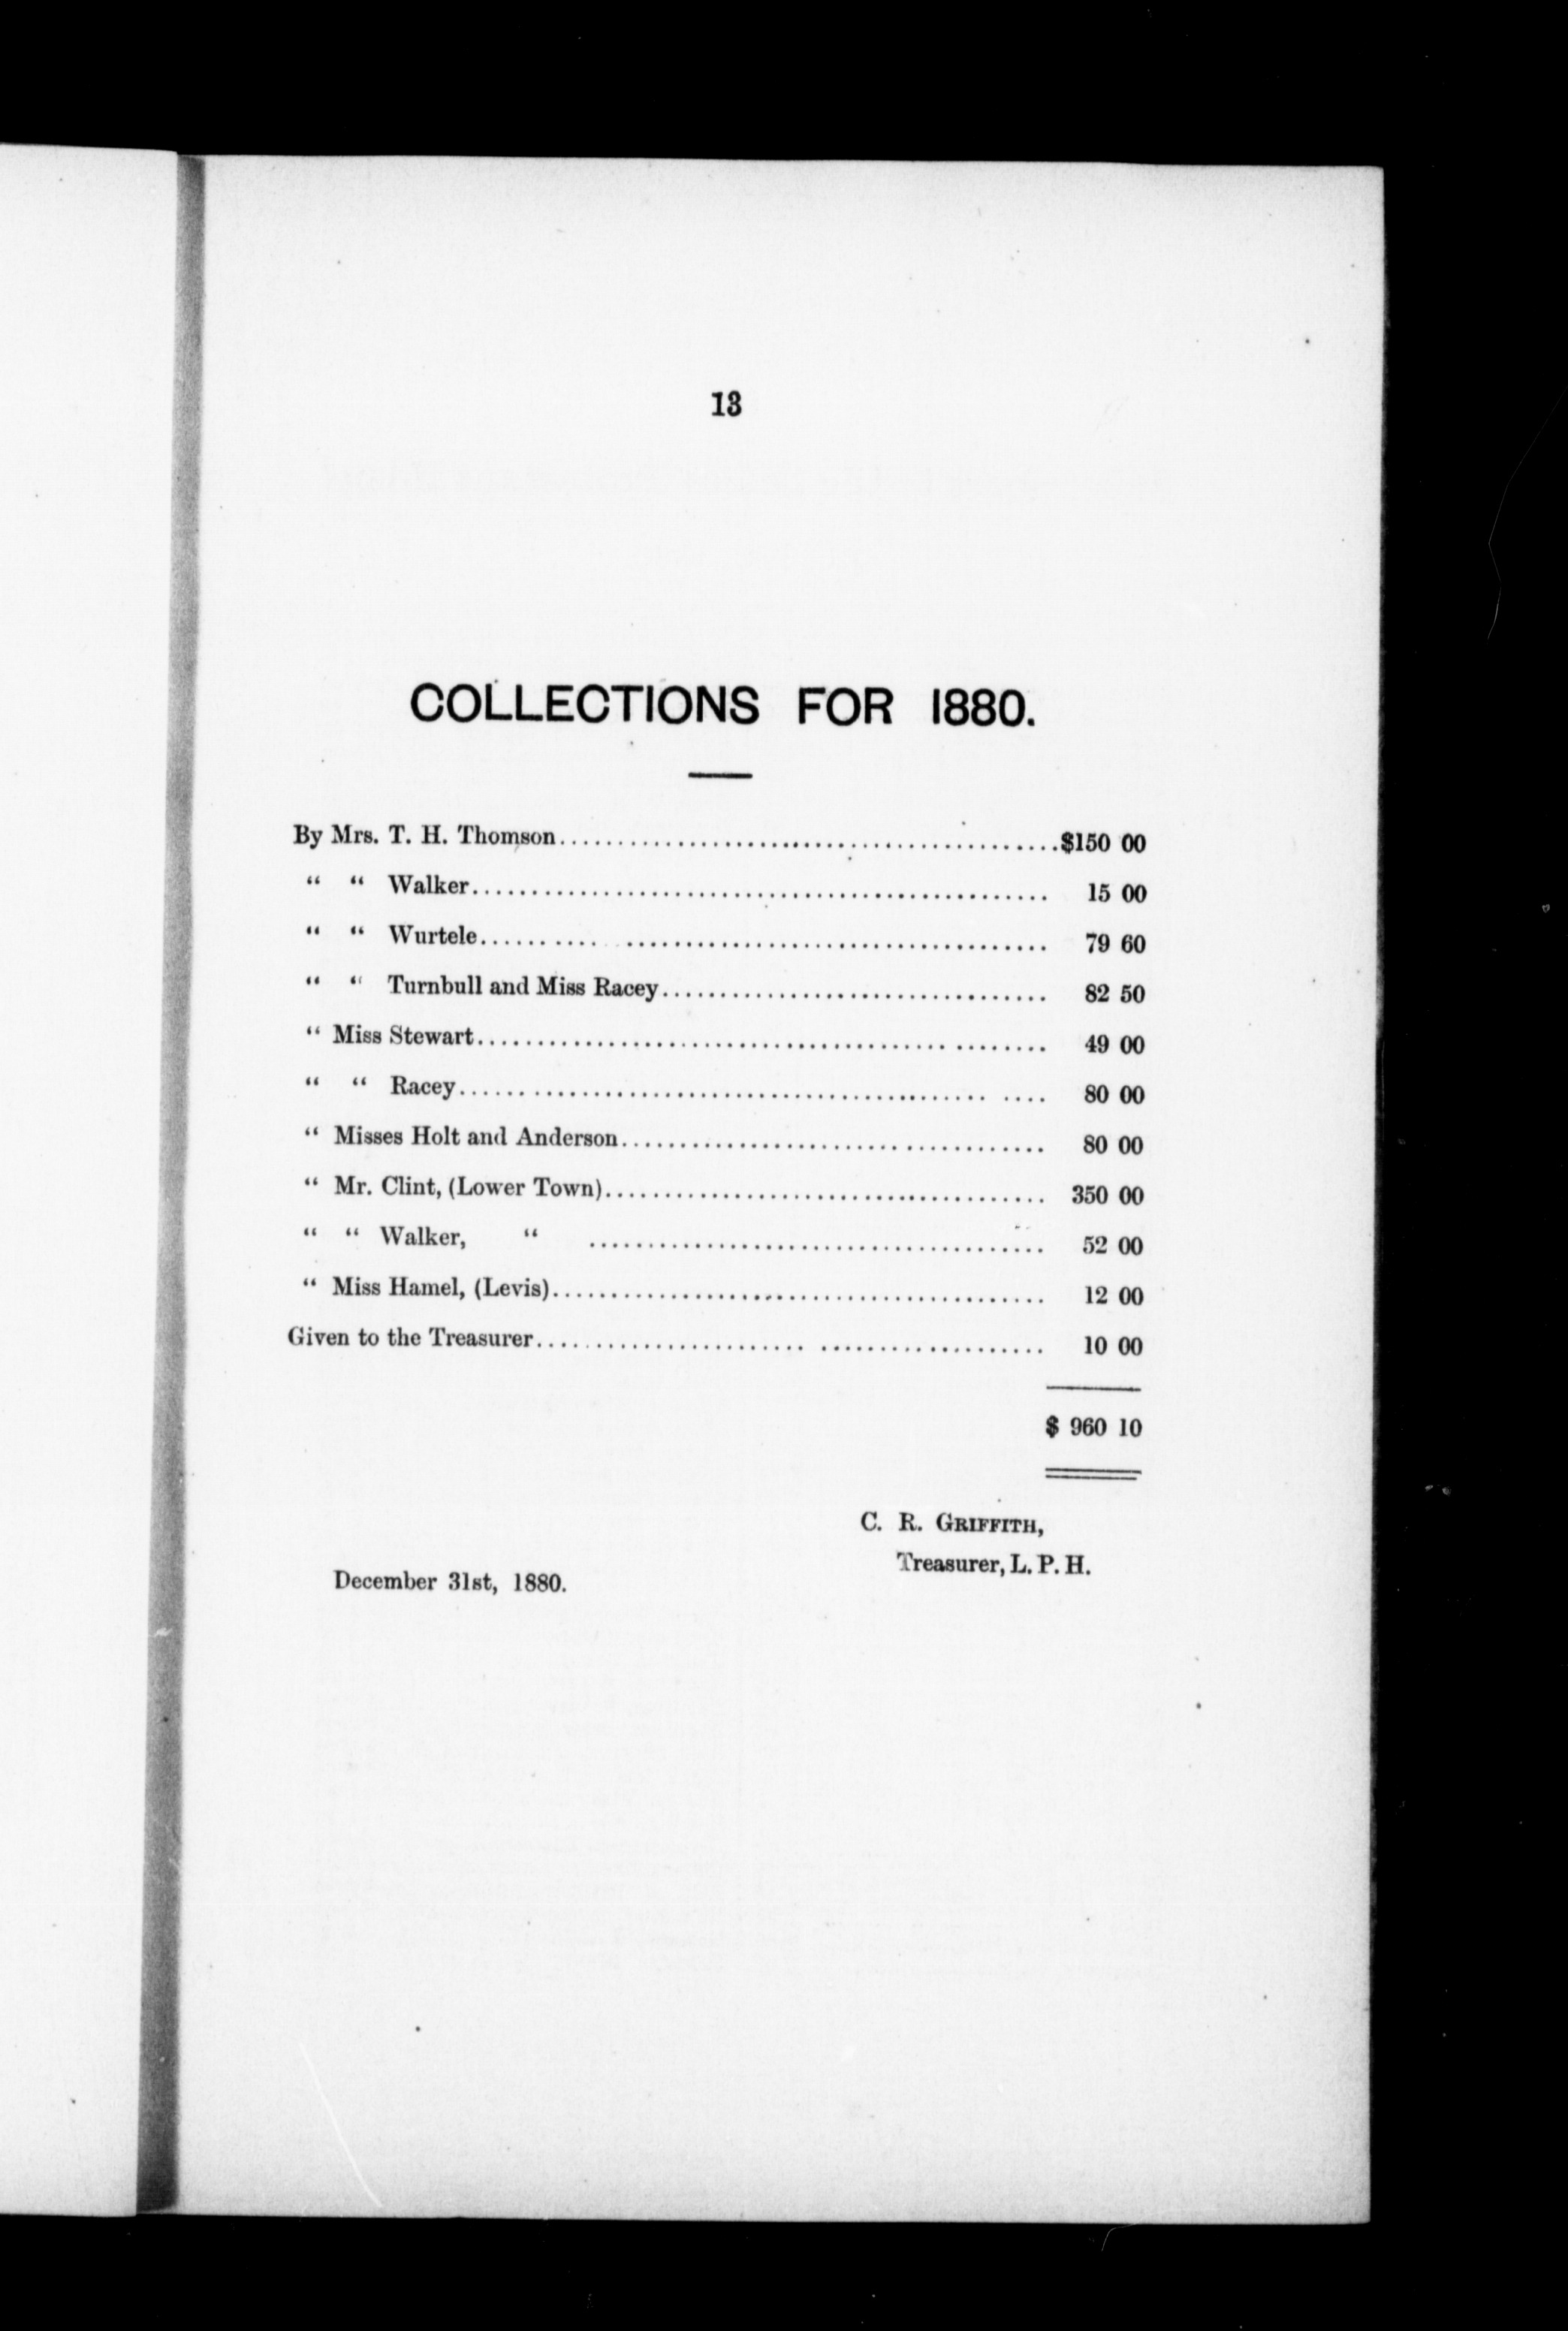 13
COLLECTIONS FOR 1880.
By Mrs. T. H. Thomson............................................$150 00
“ “ Walker.................................................. 15 00
“ “ Wurtele.......... .................................... 79 60
“ “ Turnbull and Miss Racey................................. 82 50
“ Miss Stewart................................................ 49 00
“ “ Racey............................................. .... 80 00
“ Misses Holt and Anderson.................................... 80 00
“ Mr. Clint, (Lower Town)...................................... 350 00
“ “ Walker, “ ....................................... 52 00
“ Miss Hamel, (Levis).......................................... 12 00
Given to the Treasurer....................... ................... 10 00
$ 960 10
C. R. GRIFFITH,
Treasurer, L. P. H.
December 31st, 1880.